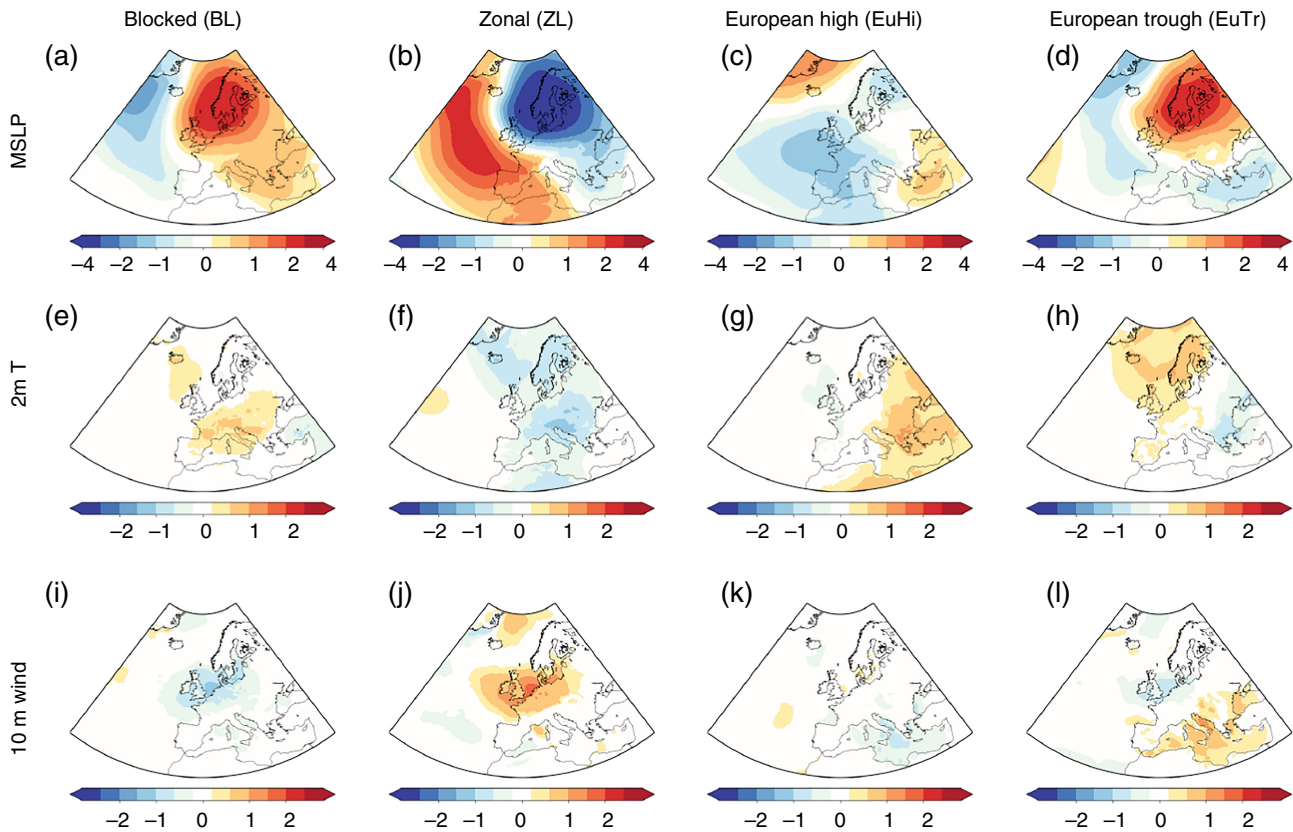 Blocked (BL) Zonal (ZL) European high (EuHi) European trough (EuTr)
(a) (b) (c) (d)
MSLP
−4 −2 −1 0 1 2 4 −4 −2 −1 0 1 2 4 −4 −2 −1 0 1 2 4 −4 −2 −1 0 1 2 4
(e) (f) (g) (h)
2m T
−2 −1 0 1 2 −2 −1 0 1 2 −2 −1 0 1 2 −2 −1 0 1 2
(i) (j) (k) (l)
10 m wind
−2 −1 0 1 2 −2 −1 0 1 2 −2 −1 0 1 2 −2 −1 0 1 2